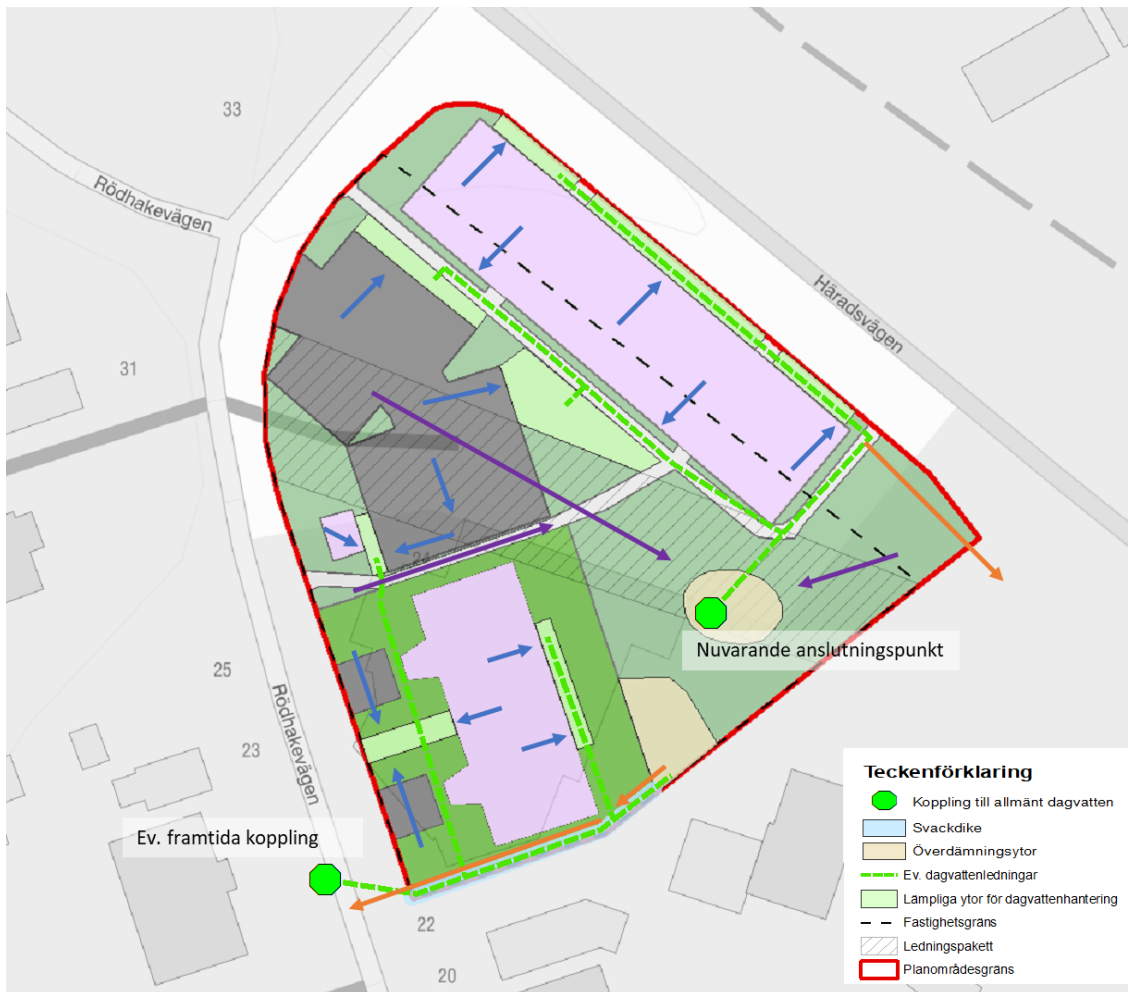 33
Rödhakevägen
Häradsvägen
31
24
Nuvarande anslutningspunkt
25
Rödhakevägen
23
Ev. framtida koppling
22
20
Teckenförklaring
Koppling till allmänt dagvatten
Svackdike
Överdämningsytor
Ev. dagvattenledningar
Lämpliga ytor för dagvattenhantering
Fastighetsgräns
Ledningspakett
Planområdesgräns